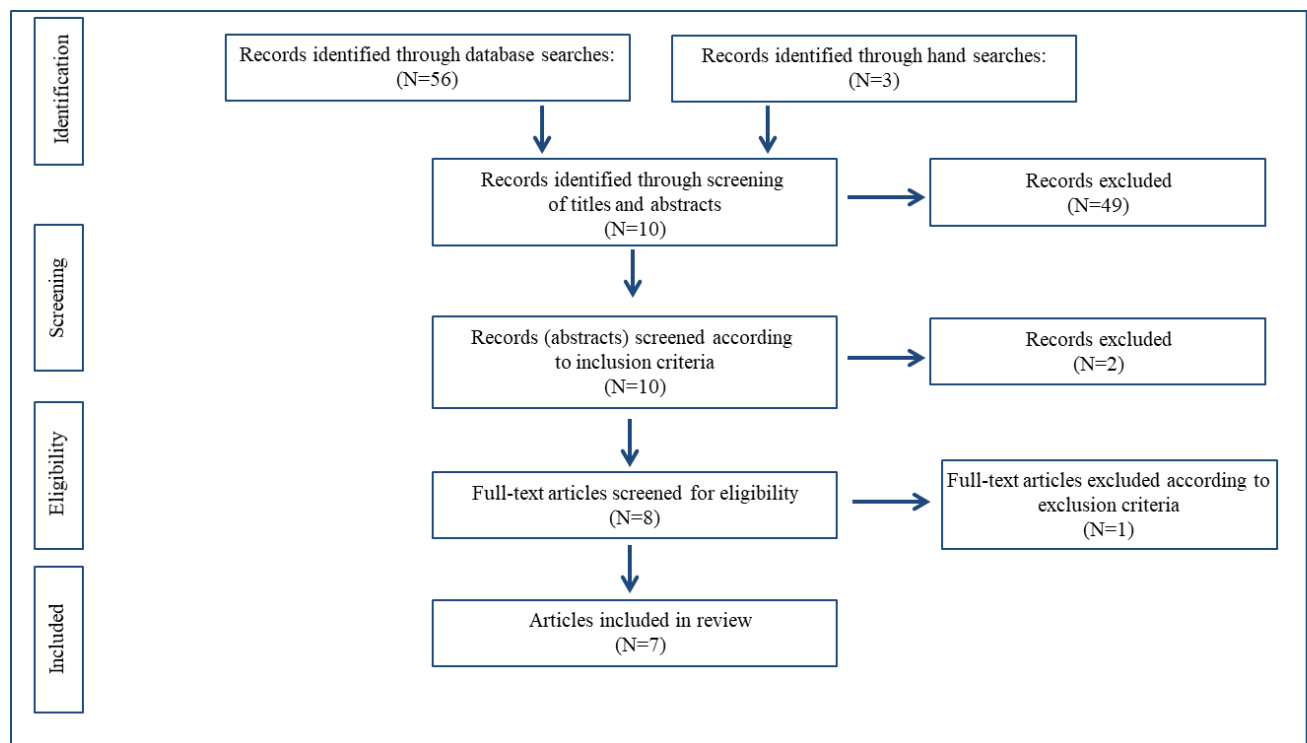 Identification
Records identified through database searches:
(N=56)
Records identified through hand searches:
(N=3)
Records identified through screening
of titles and abstracts
(N=10)
Records excluded
(N=49)
Screening
Records (abstracts) screened according
to inclusion criteria
(N=10)
Records excluded
(N=2)
Eligibility
Full-text articles screened for eligibility
(N=8)
Full-text articles excluded according to
exclusion criteria
(N=1)
Included
Articles included in review
(N=7)